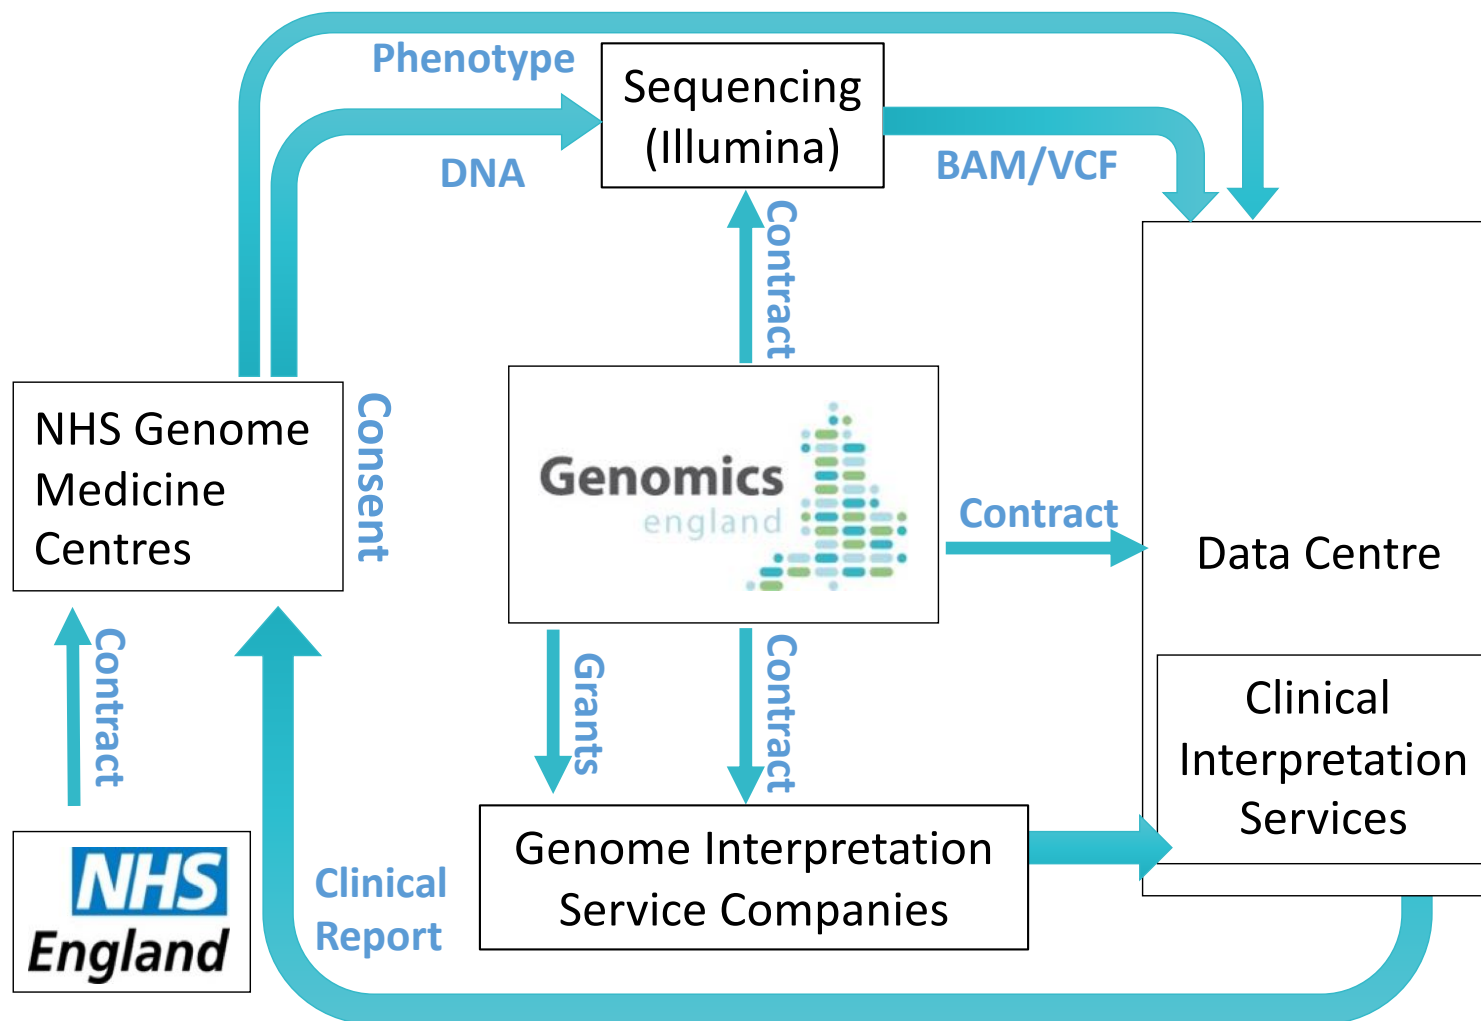 Phenotype
Sequencing
(Illumina)
DNA
BAM/VCF
Contract
NHS Genome
Medicine
Centres
Consent
Genomics
england
Contract
Data Centre
Contract
Grants
Contract
Clinical
Interpretation
Services
NHS
England
Clinical
Report
Genome Interpretation
Service Companies